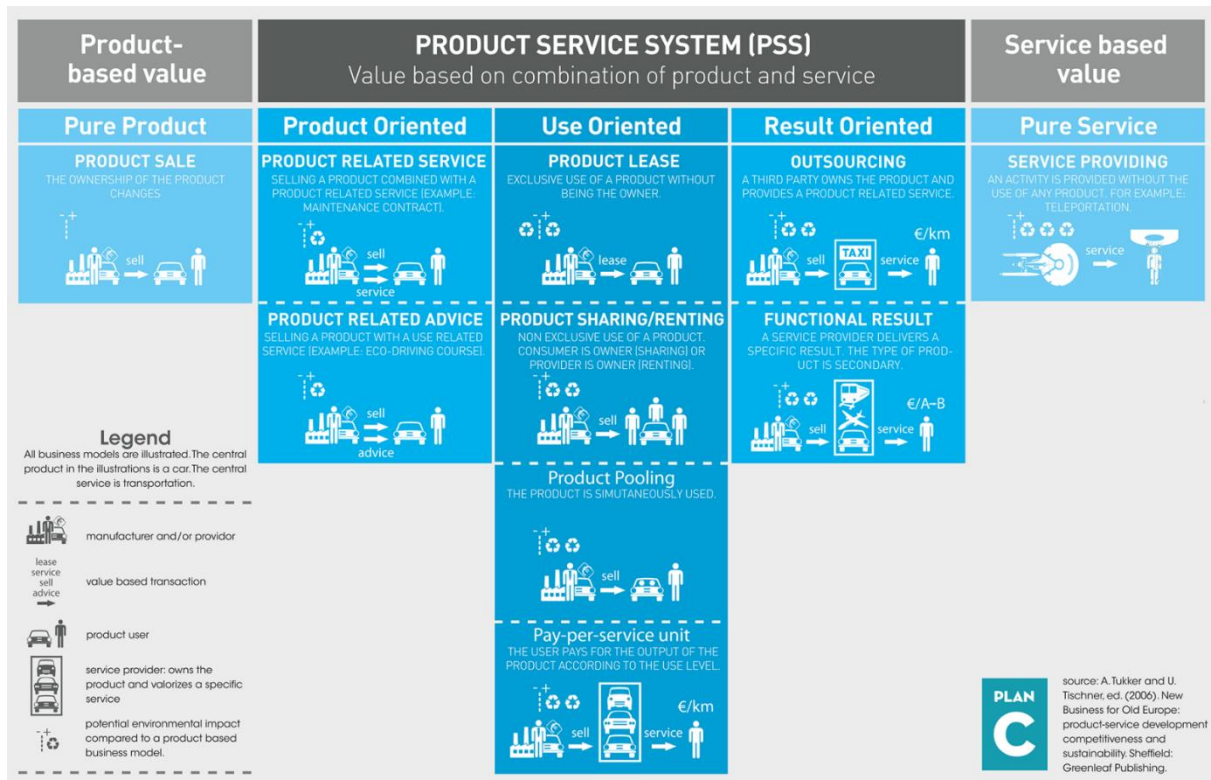 Product-
based value
PRODUCT SERVICE SYSTEM (PSS)
Value based on combination of product and service
Service based
value
Pure Product
Product Oriented
Use Oriented
Result Oriented
Pure Service
PRODUCT SALE
THE OWNERSHIP OF THE PRODUCT
CHANGES
- +
sell
PRODUCT RELATED SERVICE
SELLING A PRODUCT COMBINED WITH A
PRODUCT RELATED SERVICE (EXAMPLE:
MAINTENANCE CONTRACT).
- +
sell
service
PRODUCT LEASE
EXCLUSIVE USE OF A PRODUCT WITHOUT
BEING THE OWNER.
- +
lease
OUTSOURCING
A THIRD PARTY OWNS THE PRODUCT AND
PROVIDES A PRODUCT RELATED SERVICE.
- +
€/km
sell
TAXI
service
SERVICE PROVIDING
AN ACTIVITY IS PROVIDED WITHOUT THE
USE OF ANY PRODUCT. FOR EXAMPLE:
TELEPORTATION.
- +
service
PRODUCT RELATED ADVICE
SELLING A PRODUCT WITH A USE RELATED
SERVICE (EXAMPLE: ECO-DRIVING COURSE).
- +
sell
advice
PRODUCT SHARING/RENTING
NON EXCLUSIVE USE OF A PRODUCT.
CONSUMER IS OWNER (SHARING) OR
PROVIDER IS OWNER (RENTING).
- +
sell
FUNCTIONAL RESULT
A SERVICE PROVIDER DELIVERS A
SPECIFIC RESULT. THE TYPE OF PROD-
UCT IS SECONDARY.
- +
€/A-B
sell
service
Product Pooling
THE PRODUCT IS SIMUTANEOUSLY USED.
- +
sell
Pay-per-service unit
THE USER PAYS FOR THE OUTPUT OF THE
PRODUCT ACCORDING TO THE USE LEVEL.
- +
€/km
sell
service
Legend
All business models are illustrated. The central
product in the illustrations is a car. The central
service is transportation.
manufacturer and/or providor
lease
service
sell
advice
value based transaction
product user
service provider: owns the
product and valorizes a specific
service
- +
potential environmental impact
compared to a product based
business model.
PLAN
C
source: A. Tukker and U.
Tischner, ed. (2006). New
Business for Old Europe:
product-service development
competitiveness and
sustainability. Sheffield:
Greenleaf Publishing.